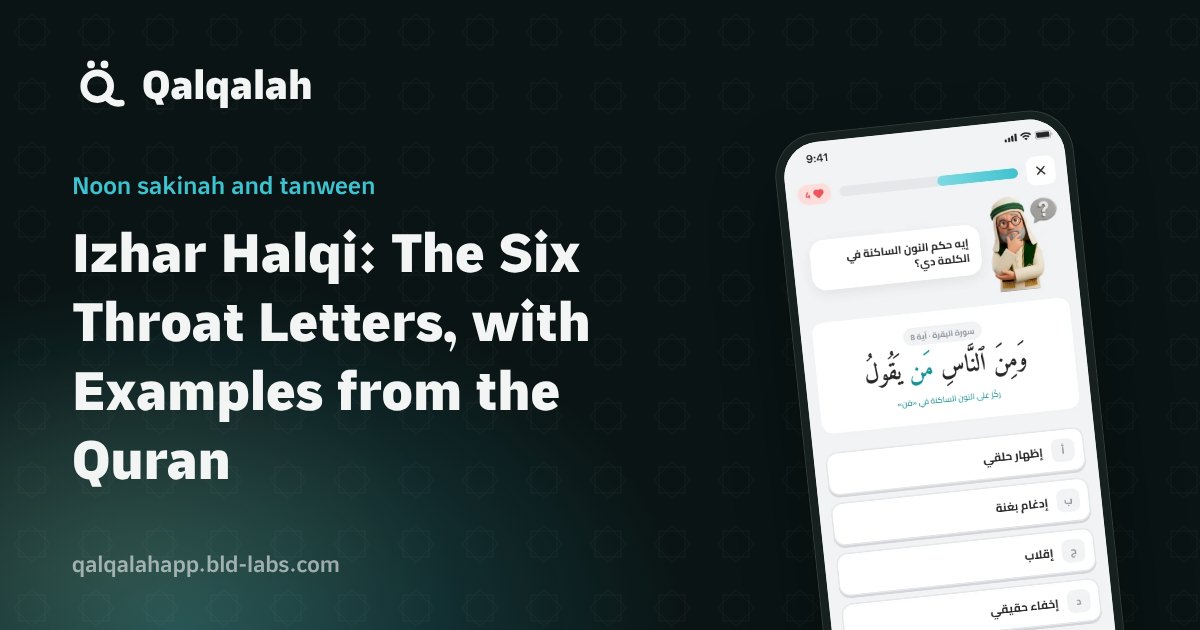 Qalqalah
Noon sakinah and tanween
Izhar Halqi: The Six
Throat Letters, with
Examples from the
Quran
qalqalahapp.bld-labs.com
9:41
4
?
إيه حكم النون الساكنة في
الكلمة دي؟
سورة البقرة · آية 8
وَمِنَ ٱلنَّاسِ مَن يَقُولُ
ركّز على النون الساكنة في «مَن»
أ إظهار حلقي
ب إدغام بغنة
ج إقلاب
د إخفاء حقيقي